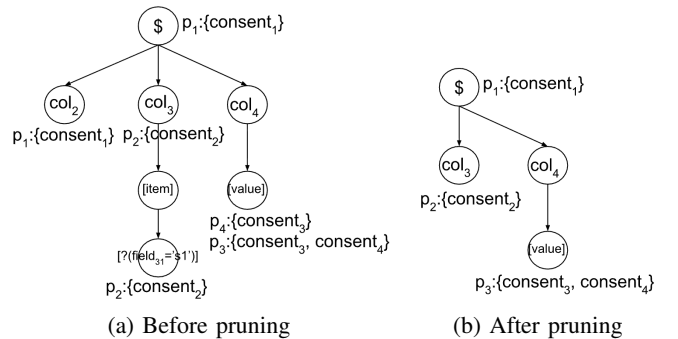 $ p₁:{consent₁}
col₂ col₃ col₄
p₁:{consent₁} p₂:{consent₂}
[item] [value]
p₄:{consent₃}
p₃:{consent₃, consent₄}
[?(field₃₁='s1')]
p₂:{consent₂}
(a) Before pruning
$ p₁:{consent₁}
col₃ col₄
p₂:{consent₂}
[value]
p₃:{consent₃, consent₄}
(b) After pruning